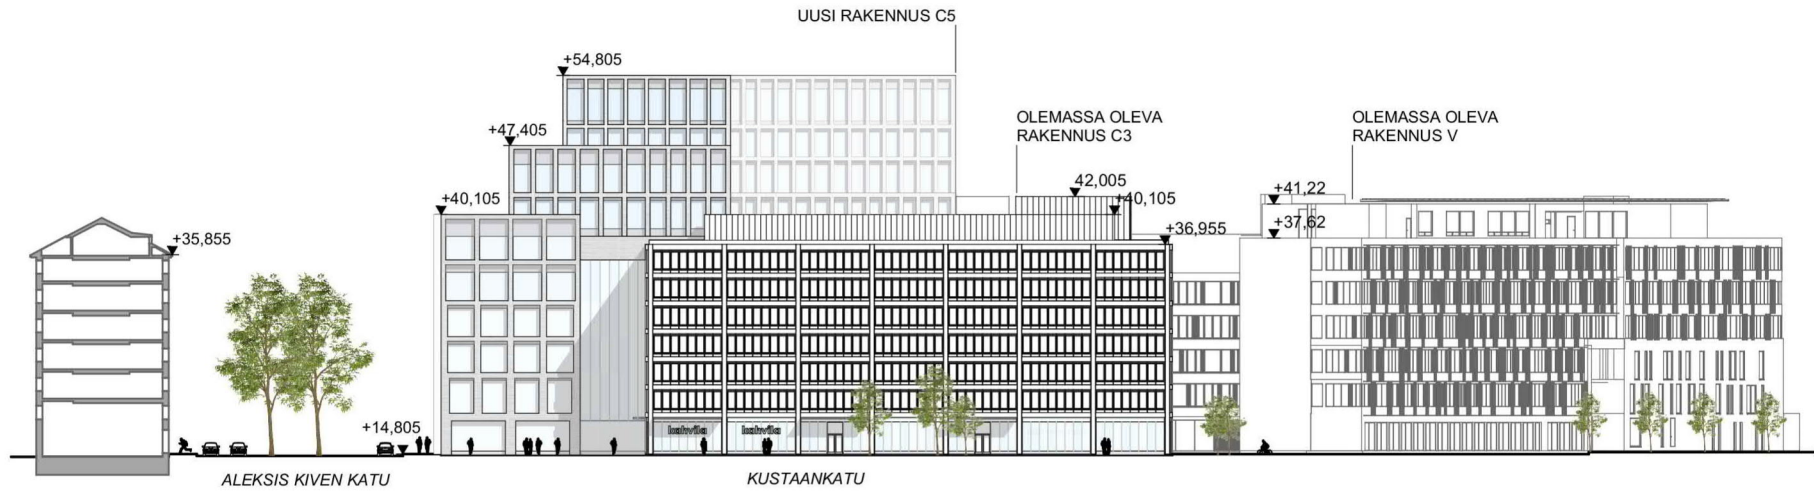 UUSI RAKENNUS C5
+54,805
OLEMASSA OLEVA
RAKENNUS C3
OLEMASSA OLEVA
RAKENNUS V
+47,405
42,005
+41,22
+40,105
+40,105
+36,955
+37,62
+35,855
+14,805
kahvila
kahvila
ALEKSIS KIVEN KATU
KUSTAANKATU